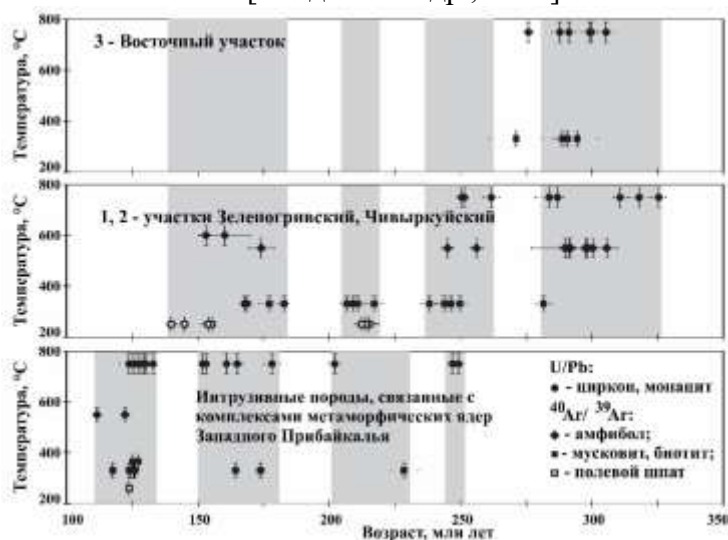 800
3 - Восточный участок
600
400
200
Температура, °C
800
1, 2 - участки Зеленогривский, Чивыркуйский
600
400
200
Температура, °C
800
Интрузивные породы, связанные с
комплексами метаморфических ядер
Западного Прибайкалья
600
400
200
Температура, °C
U/Pb:
- циркон, монацит
40Ar/ 39Ar:
- амфибол;
- мусковит, биотит;
- полевой шпат
100 150 200 250 300 350
Возраст, млн лет